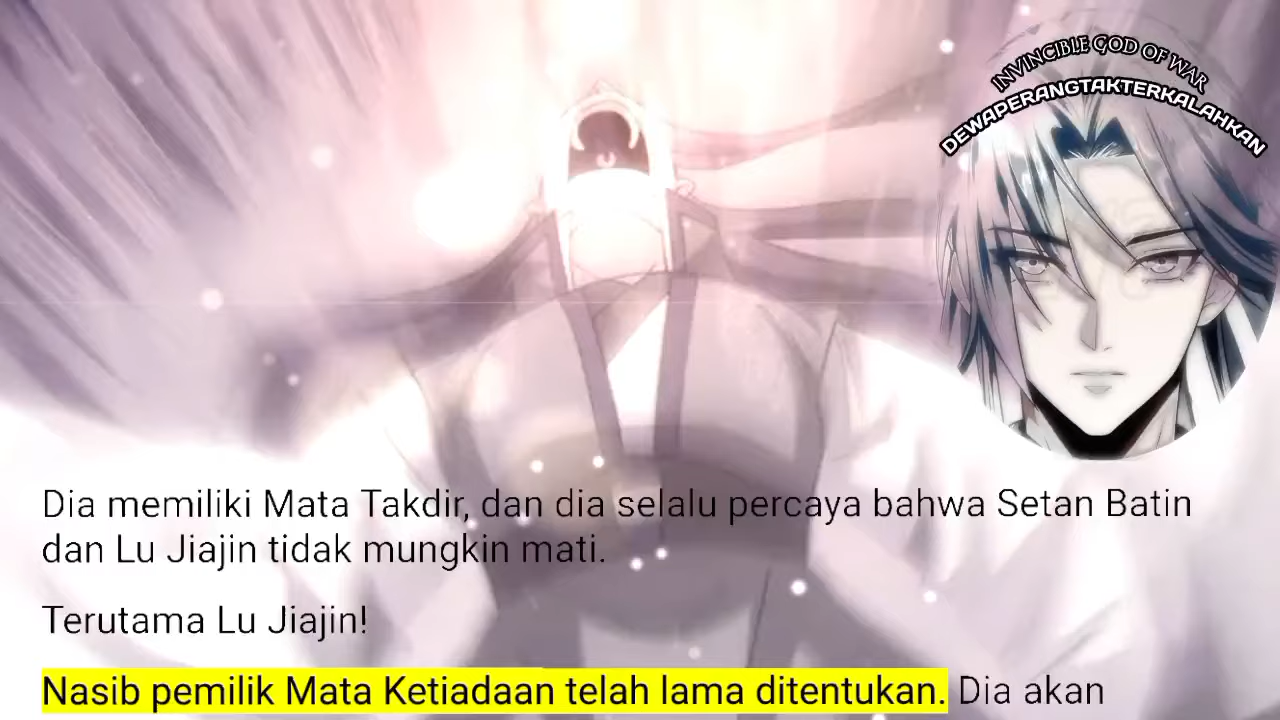 INVINCIBLE GOD OF WAR
DEWAPERANGTAKTERKALAHKAN
Dia memiliki Mata Takdir, dan dia selalu percaya bahwa Setan Batin
dan Lu Jiajin tidak mungkin mati.
Terutama Lu Jiajin!
Nasib pemilik Mata Ketiadaan telah lama ditentukan. Dia akan